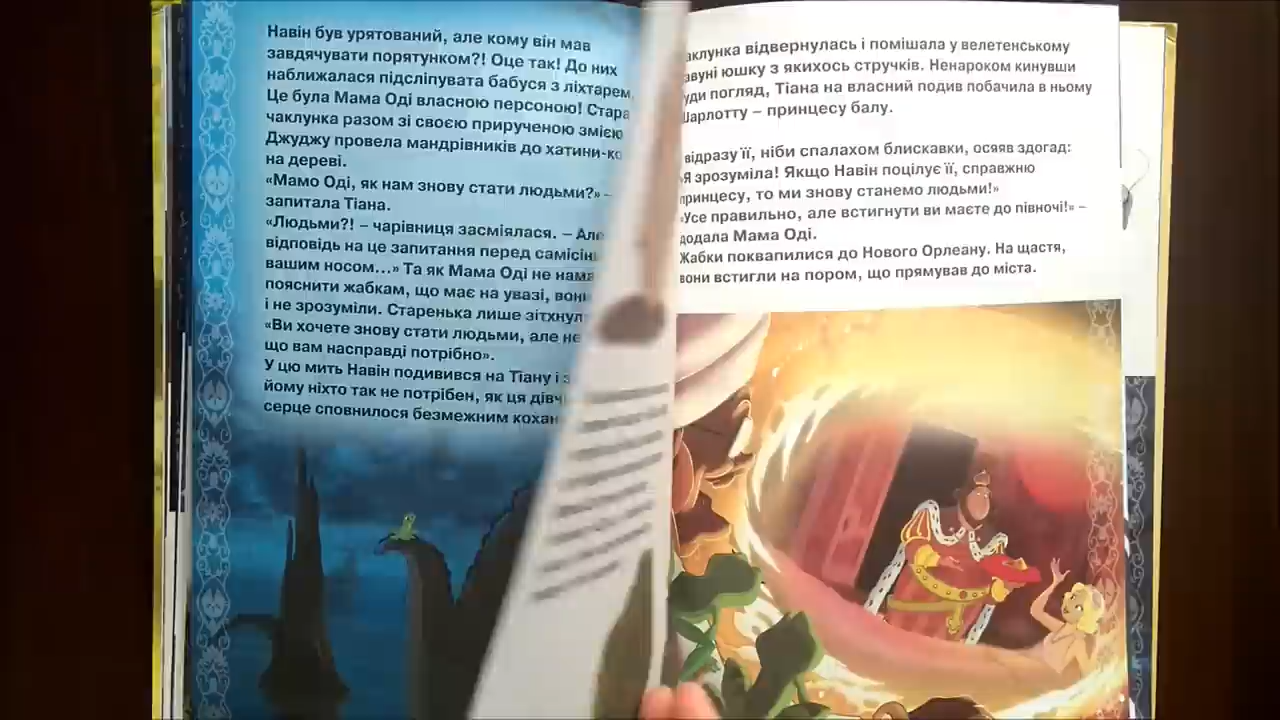 Навін був урятований, але кому він мав
завдячувати порятунком?! Оце так! До них
наближалася підсліпувата бабуся з ліхтарем.
Це була Мама Оді власною персоною! Стара
чаклунка разом зі своєю прирученою змією
Джуджу провела мандрівників до хатини-ко
на дереві.
«Мамо Оді, як нам знову стати людьми?» –
запитала Тіана.
«Людьми?! – чарівниця засміялася. – Але
відповідь на це запитання перед самісін
вашим носом...» Та як Мама Оді не нама
пояснити жабкам, що має на увазі, вони
і не зрозуміли. Старенька лише зітхнул
«Ви хочете знову стати людьми, але не
що вам насправді потрібно».
У цю мить Навін подивився на Тіану і з
йому ніхто так не потрібен, як ця дівч
серце сповнилося безмежним кохан
аклунка відвернулась і помішала у велетенському
авуні юшку з якихось стручків. Ненароком кинувши
уди погляд, Тіана на власний подив побачила в ньому
Шарлотту – принцесу балу.
відразу її, ніби спалахом блискавки, осяяв здогад:
«Я зрозуміла! Якщо Навін поцілує її, справжню
принцесу, то ми знову станемо людьми!»
«Усе правильно, але встигнути ви маєте до півночі!» –
додала Мама Оді.
Жабки поквапилися до Нового Орлеану. На щастя,
вони встигли на пором, що прямував до міста.